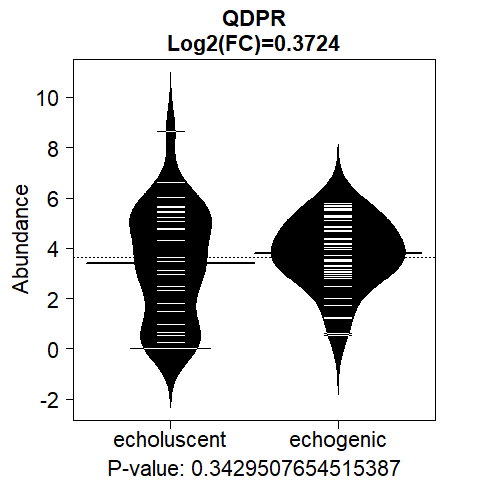 QDPR
Log2(FC)=0.3724
Abundance
10
8
6
4
2
0
-2
echoluscent echogenic
P-value: 0.3429507654515387